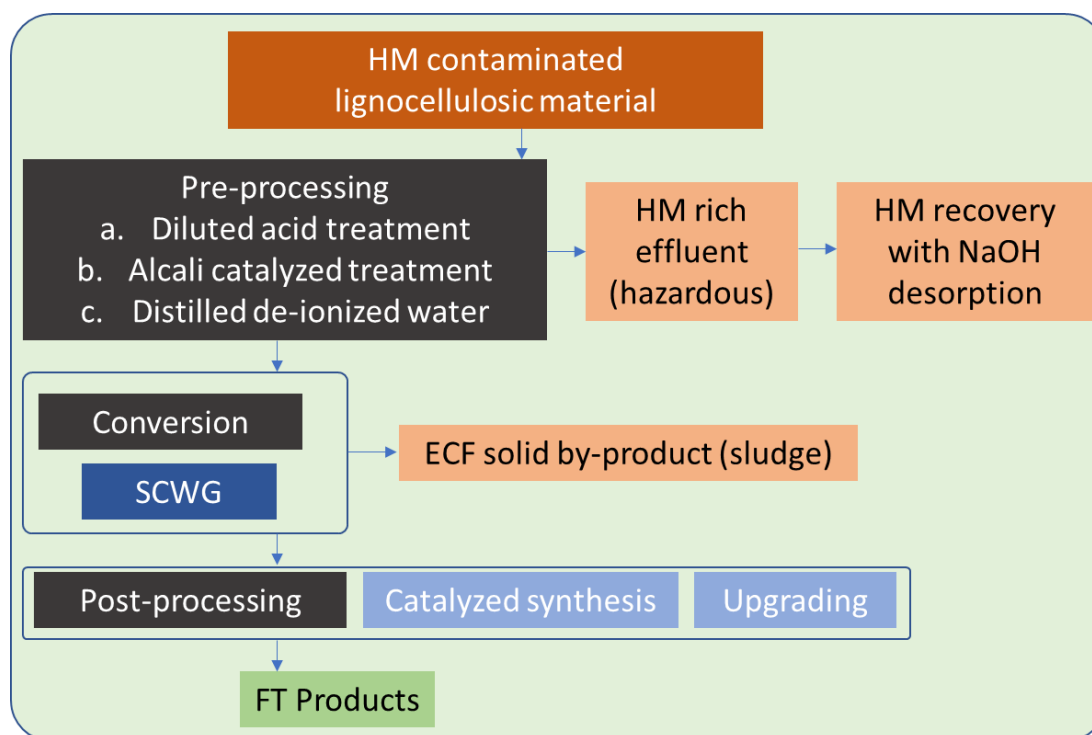 HM contaminated
lignocellulosic material
Pre-processing
a. Diluted acid treatment
b. Alcali catalyzed treatment
c. Distilled de-ionized water
HM rich
effluent
(hazardous)
HM recovery
with NaOH
desorption
Conversion
SCWG
ECF solid by-product (sludge)
Post-processing
Catalyzed synthesis
Upgrading
FT Products